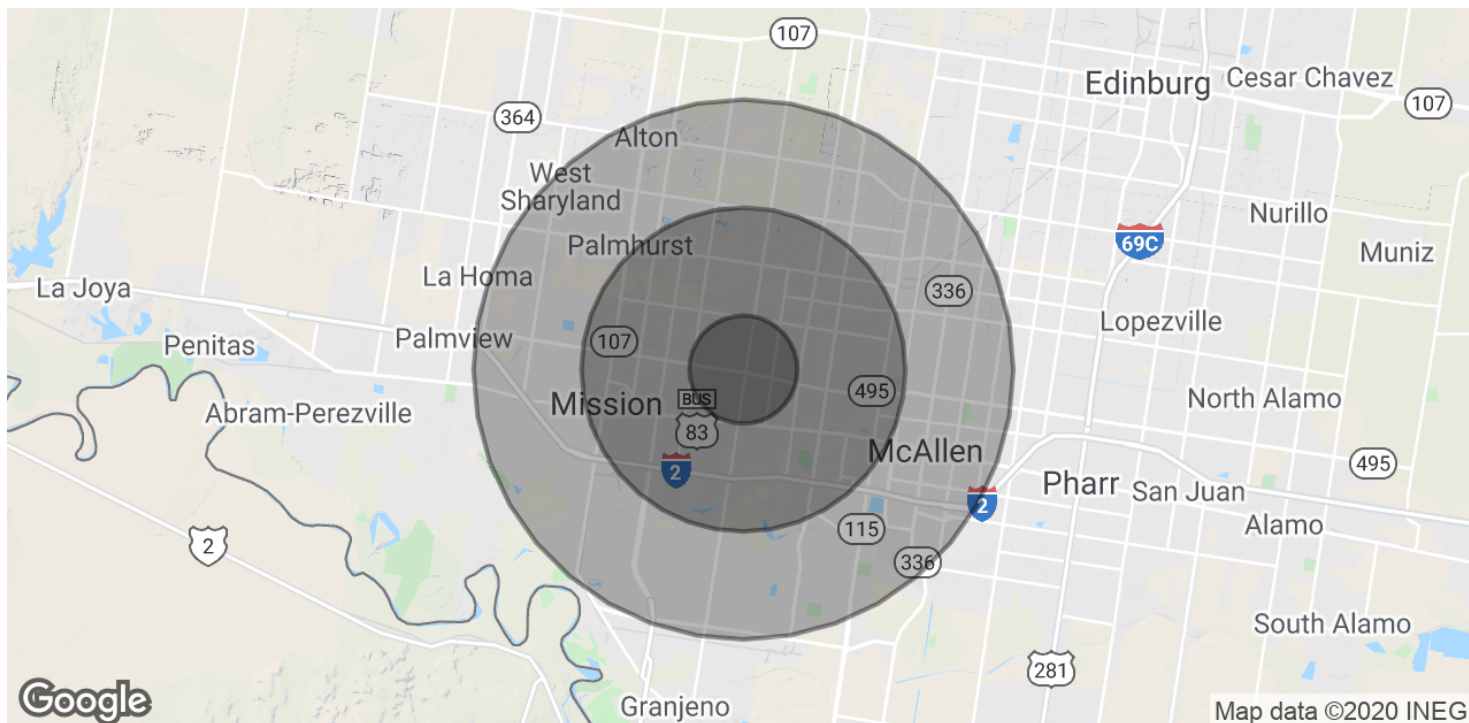 107
Edinburg
Cesar Chavez
107
364
Alton
West
Sharyland
Nurillo
69C
Muniz
Palmhurst
La Homa
La Joya
336
Lopezville
Palmview
107
Penitas
495
North Alamo
Abram-Perezville
Mission
BUS
83
McAllen
2
495
Pharr
San Juan
2
Alamo
115
2
336
South Alamo
281
Granjeno
Google
Map data ©2020 INEG